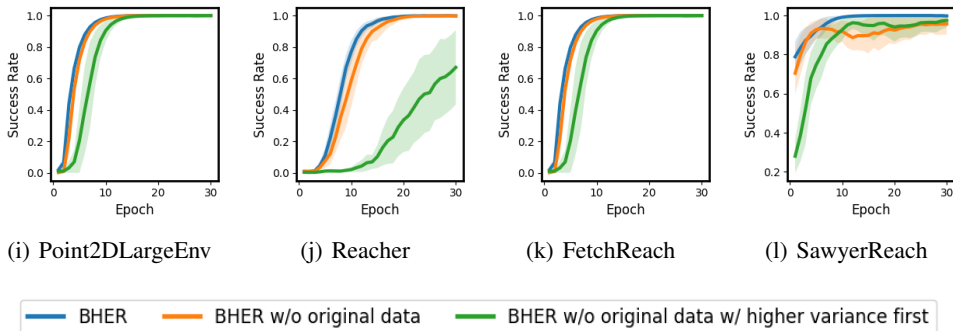 1.0
0.8
0.6
0.4
0.2
0.0
Success Rate
0 10 20 30
Epoch
(i) Point2DLargeEnv
1.0
0.8
0.6
0.4
0.2
0.0
Success Rate
0 10 20 30
Epoch
(j) Reacher
1.0
0.8
0.6
0.4
0.2
0.0
Success Rate
0 10 20 30
Epoch
(k) FetchReach
1.0
0.8
0.6
0.4
0.2
Success Rate
0 10 20 30
Epoch
(l) SawyerReach
BHER BHER w/o original data BHER w/o original data w/ higher variance first